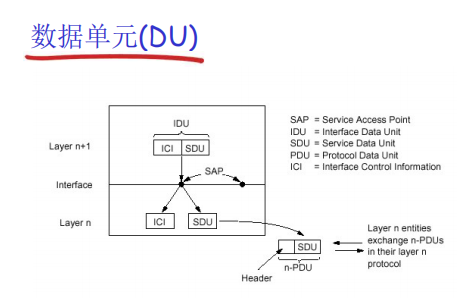 数据单元(DU)
IDU
Layer n+1
ICI SDU
SAP
Interface
Layer n
ICI SDU
SAP = Service Access Point
IDU = Interface Data Unit
SDU = Service Data Unit
PDU = Protocol Data Unit
ICI = Interface Control Information
SDU
Header
n-PDU
Layer n entities
exchange n-PDUs
in their layer n
protocol